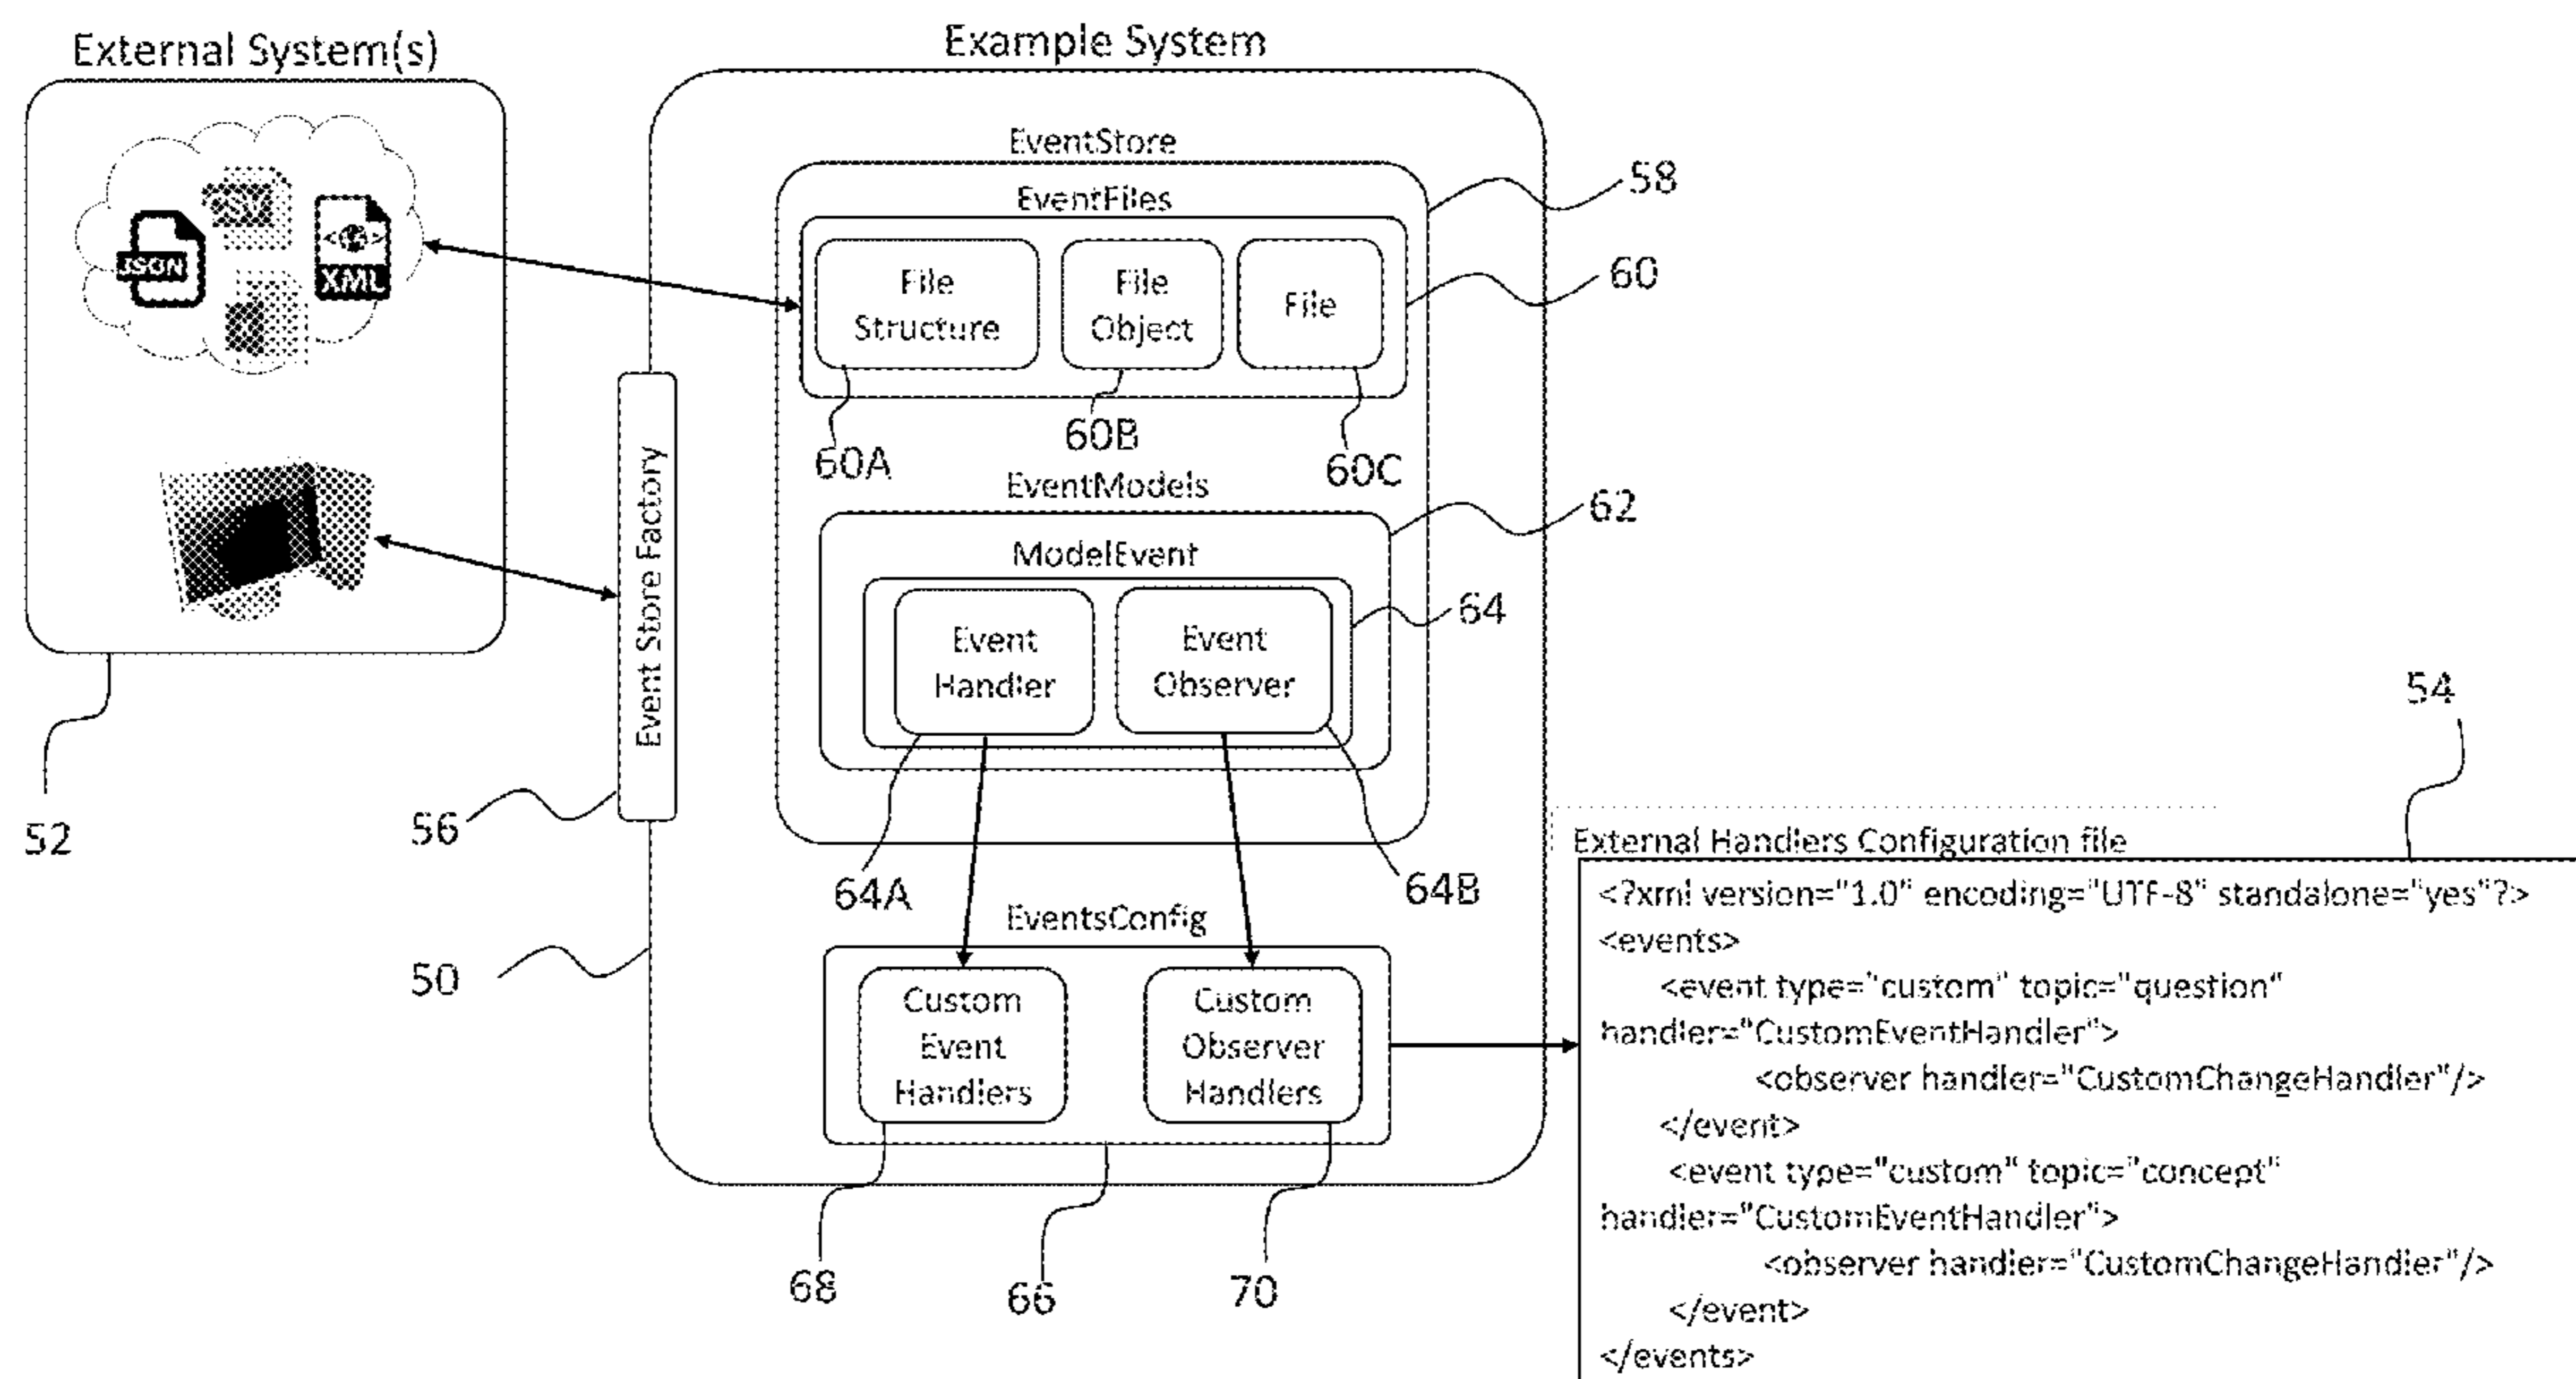 External System(s)
JSON
XML
52
Example System
EventStore
EventFiles
File
Structure
File
Object
File
58
60
60A
60B
60C
EventModels
62
ModelEvent
Event
Handler
Event
Observer
64
64A
64B
Event Store Factory
56
50
EventsConfig
Custom
Event
Handlers
Custom
Observer
Handlers
68
66
70
54
External Handlers Configuration file
<?xml version="1.0" encoding="UTF-8" standalone="yes"?>
<events>
<event type="custom" topic="question"
handler="CustomEventHandler">
<observer handler="CustomChangeHandler"/>
</event>
<event type="custom" topic="concept"
handler="CustomEventHandler">
<observer handler="CustomChangeHandler"/>
</event>
</events>